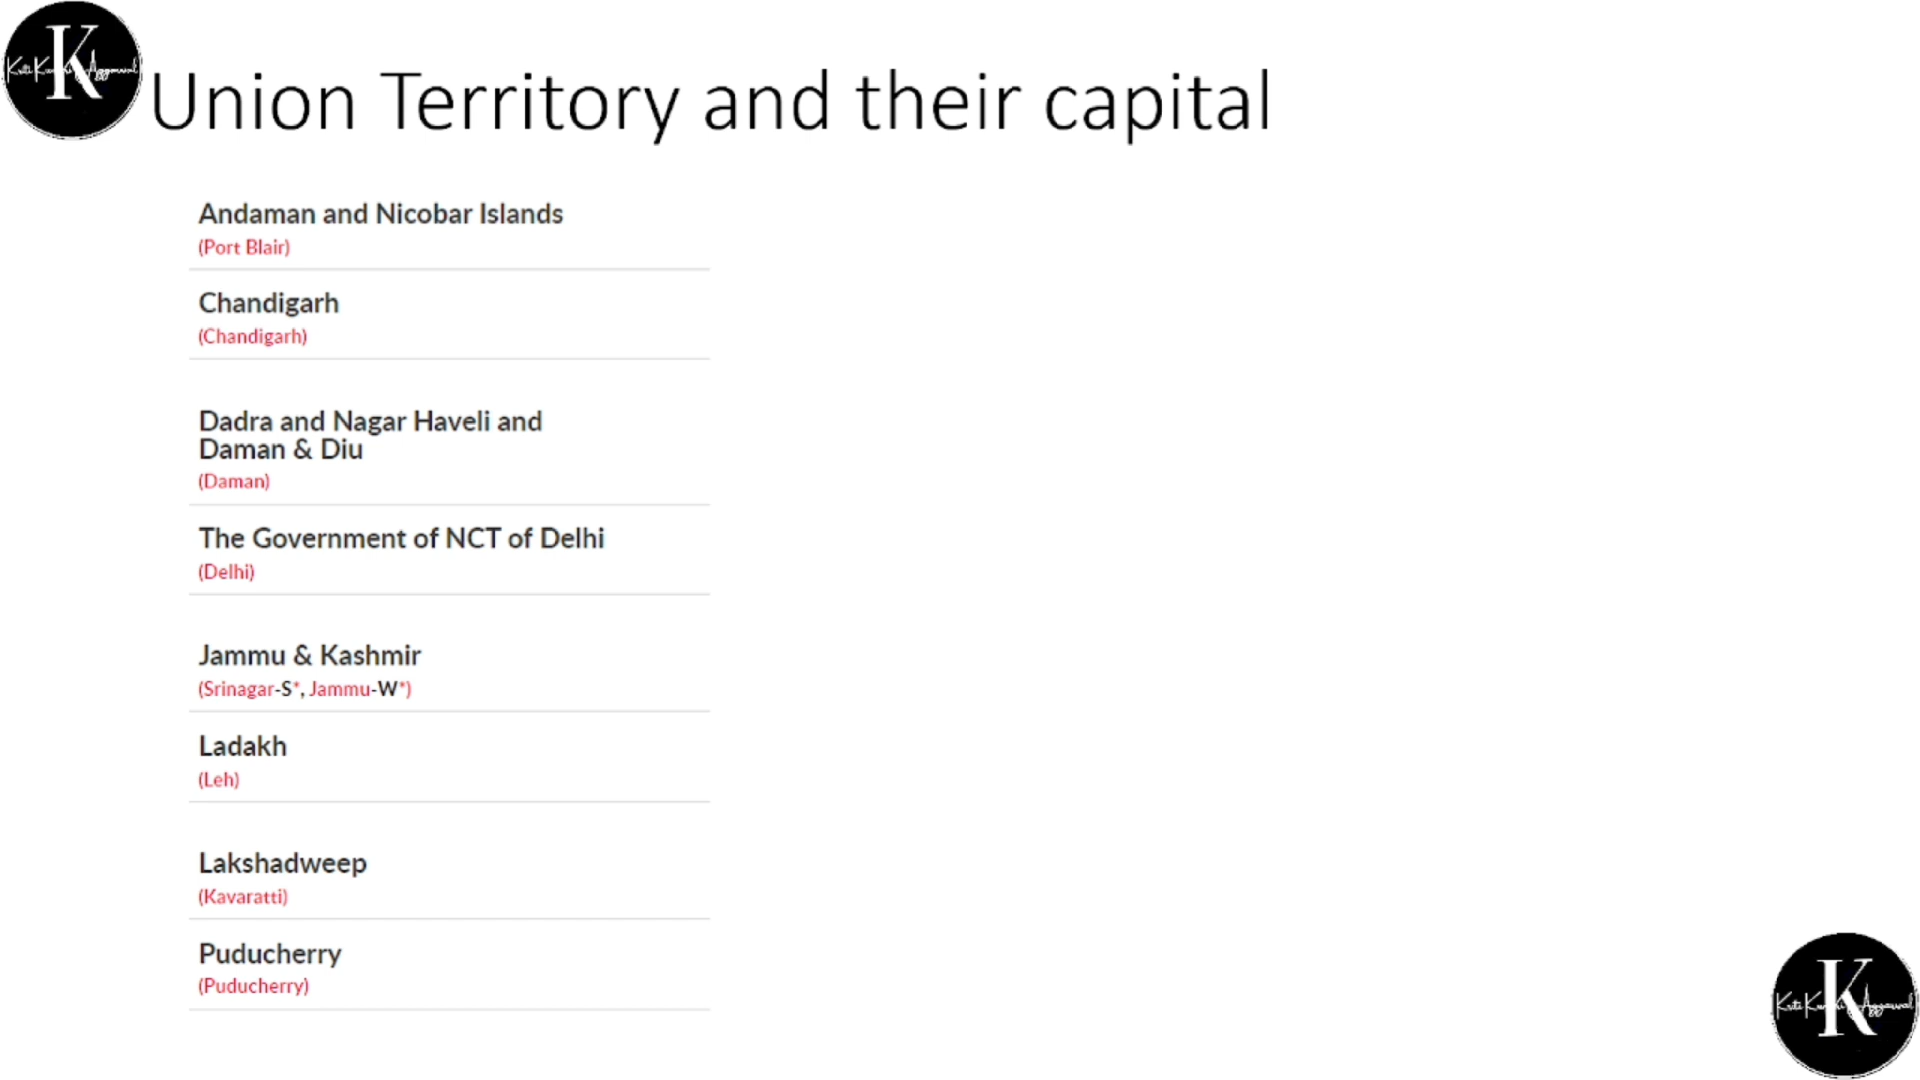 K
Union Territory and their capital
Andaman and Nicobar Islands
(Port Blair)
Chandigarh
(Chandigarh)
Dadra and Nagar Haveli and
Daman & Diu
(Daman)
The Government of NCT of Delhi
(Delhi)
Jammu & Kashmir
(Srinagar-S*, Jammu-W*)
Ladakh
(Leh)
Lakshadweep
(Kavaratti)
Puducherry
(Puducherry)
K